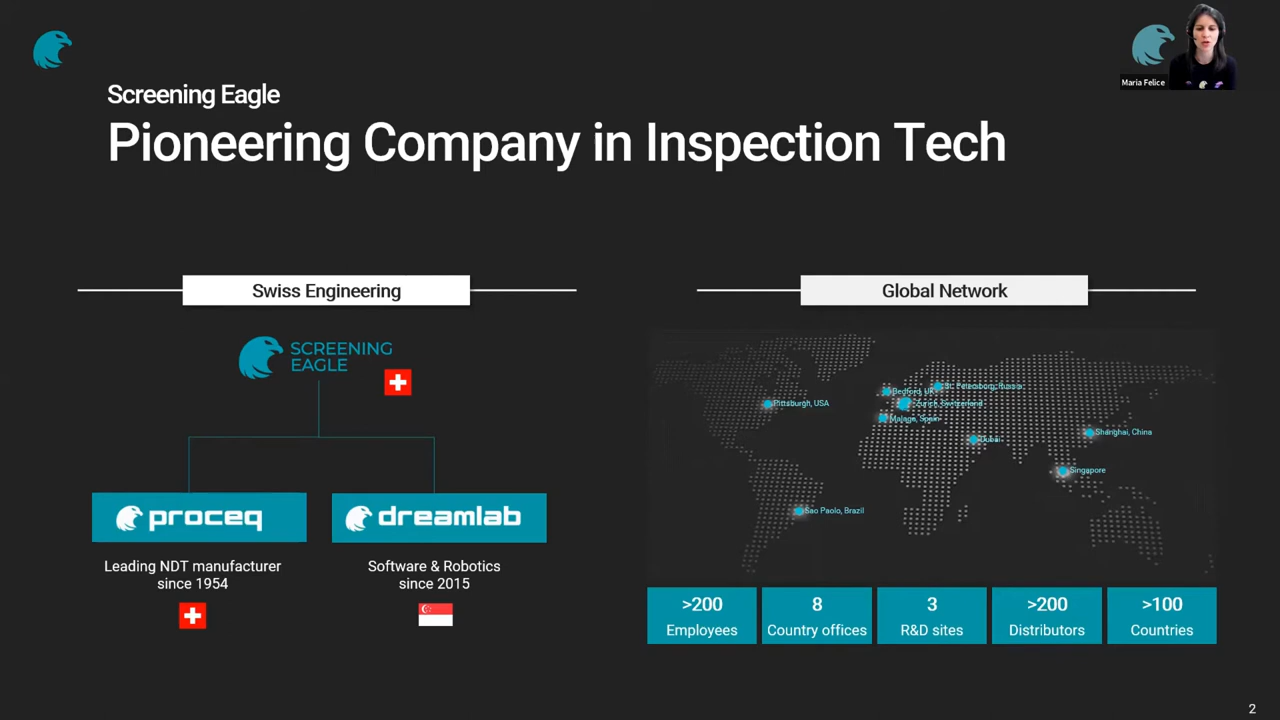 Maria Felice
Screening Eagle
Pioneering Company in Inspection Tech
Swiss Engineering
SCREENING
EAGLE
proceq
dreamlab
Leading NDT manufacturer
since 1954
Software & Robotics
since 2015
Global Network
Pittsburgh, USA
Bedford, UK
St. Petersburg, Russia
Zurich, Switzerland
Malaga, Spain
Dubai
Shanghai, China
Singapore
Sao Paolo, Brazil
>200
Employees
8
Country offices
3
R&D sites
>200
Distributors
>100
Countries
2